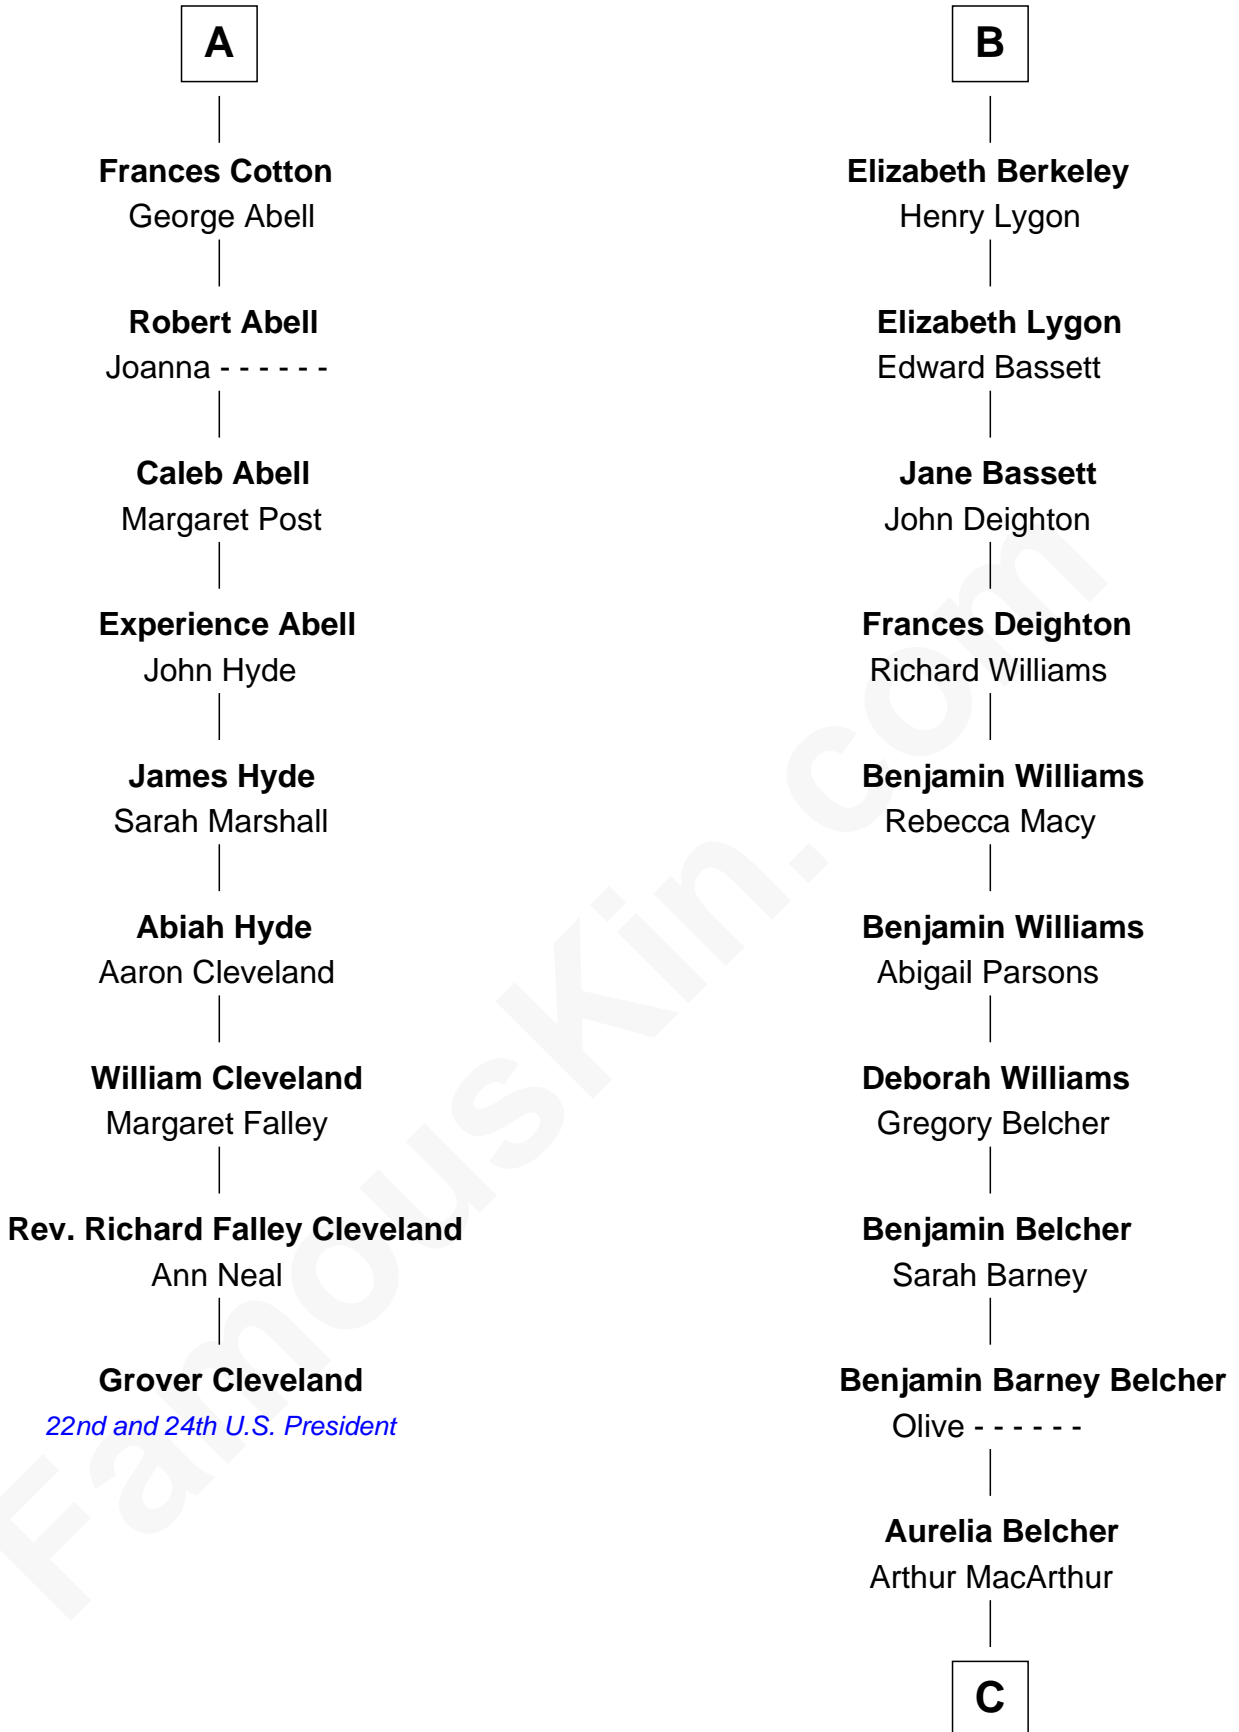 A
Frances Cotton
George Abell
Robert Abell
Joanna - - - - - -
Caleb Abell
Margaret Post
Experience Abell
John Hyde
James Hyde
Sarah Marshall
Abiah Hyde
Aaron Cleveland
William Cleveland
Margaret Falley
Rev. Richard Falley Cleveland
Ann Neal
Grover Cleveland
22nd and 24th U.S. President
B
Elizabeth Berkeley
Henry Lygon
Elizabeth Lygon
Edward Bassett
Jane Bassett
John Deighton
Frances Deighton
Richard Williams
Benjamin Williams
Rebecca Macy
Benjamin Williams
Abigail Parsons
Deborah Williams
Gregory Belcher
Benjamin Belcher
Sarah Barney
Benjamin Barney Belcher
Olive - - - - - -
Aurelia Belcher
Arthur MacArthur
C
FamousKin.com